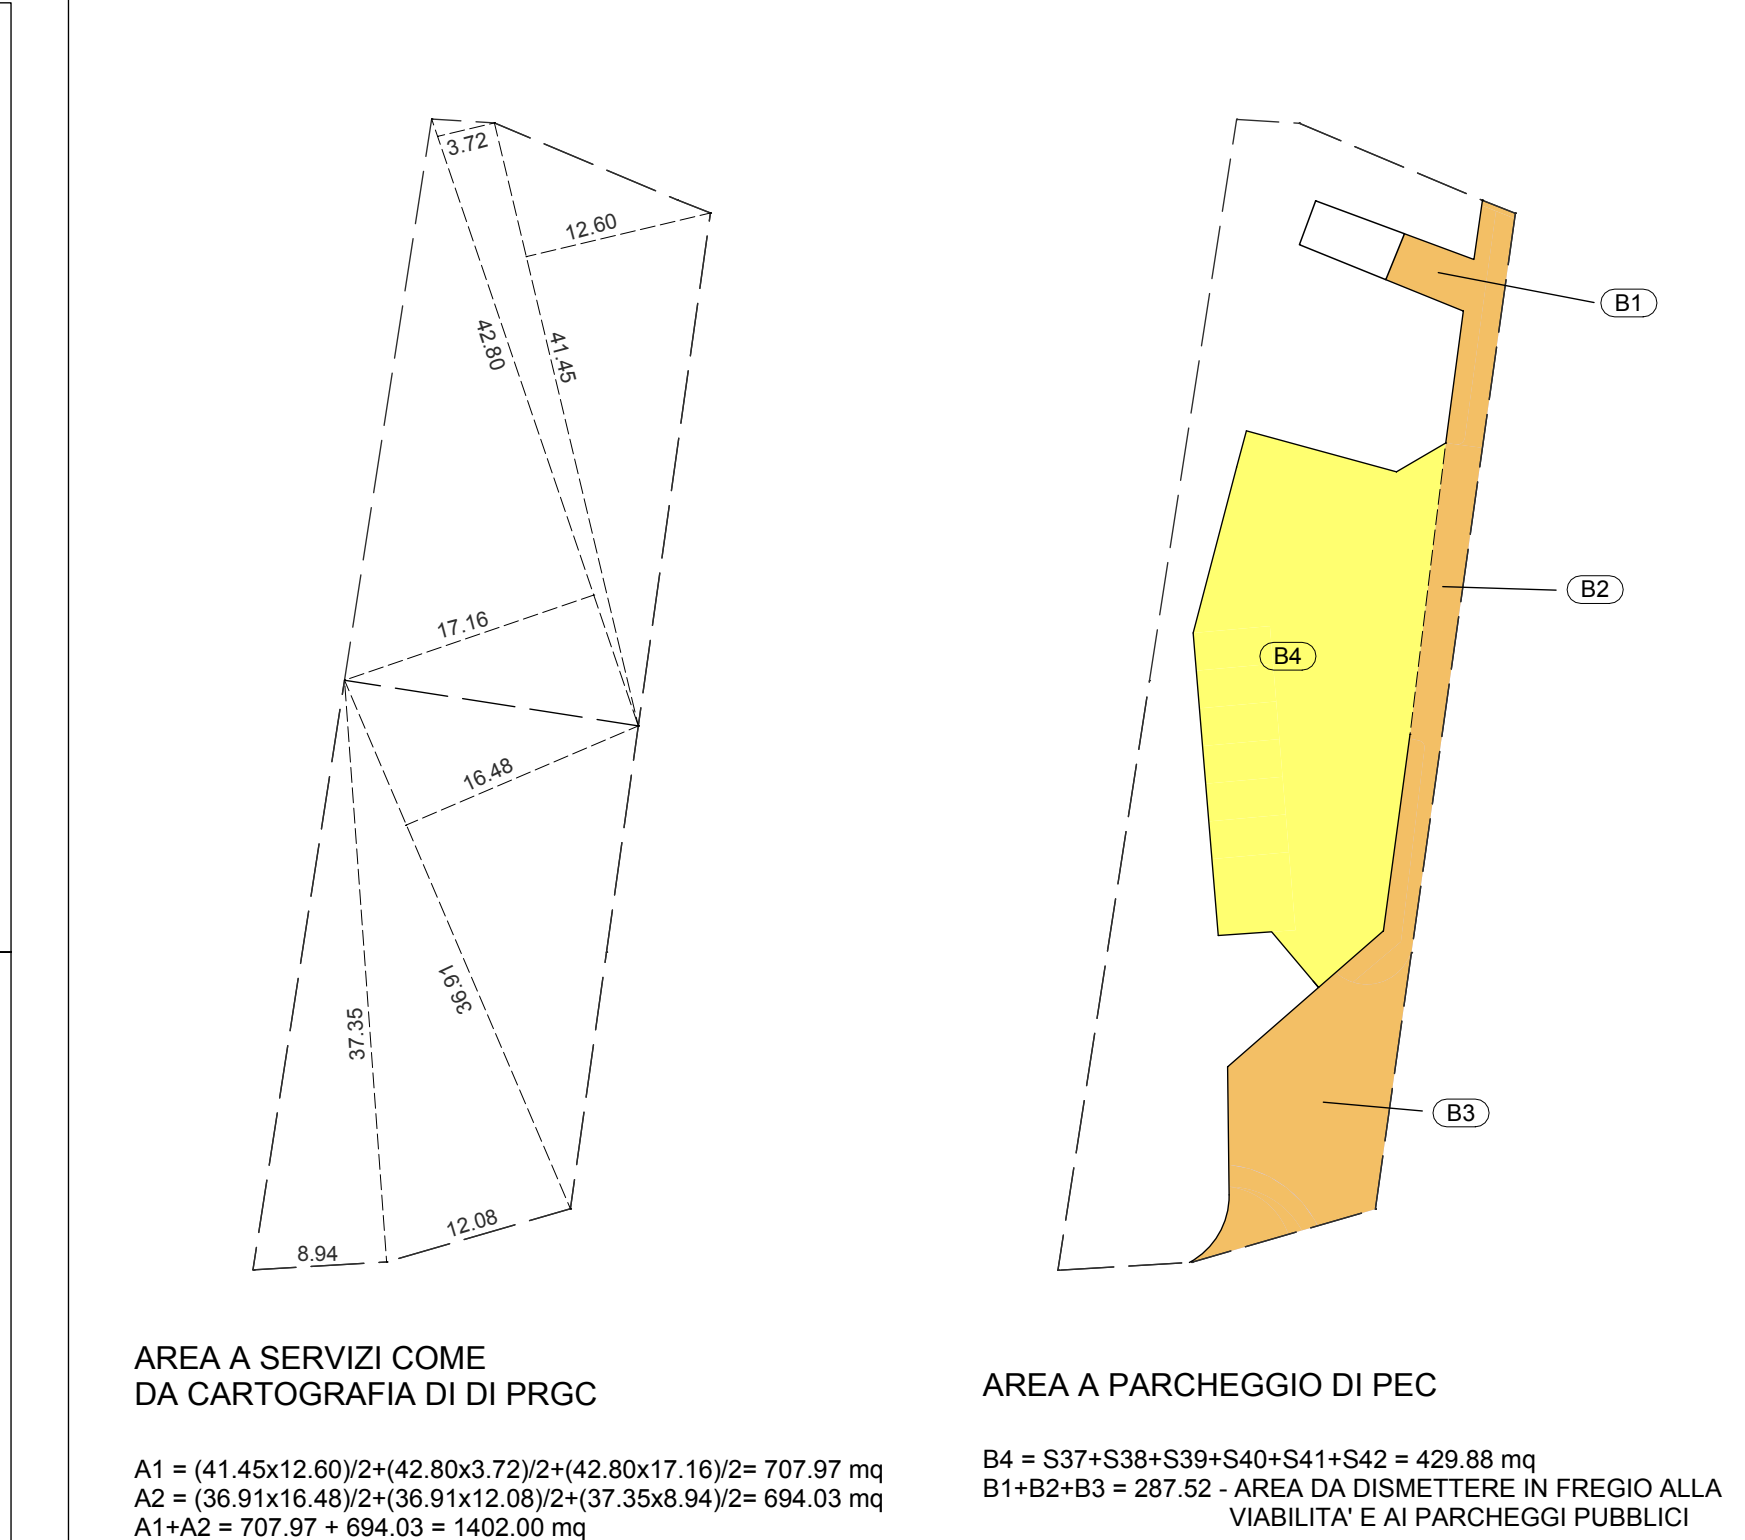 3.72
12.60
42.80
41.45
17.16
16.48
36.91
37.35
12.08
8.94
B1
B2
B4
B3
AREA A SERVIZI COME
DA CARTOGRAFIA DI DI PRGC
A1 = (41.45x12.60)/2+(42.80x3.72)/2+(42.80x17.16)/2= 707.97 mq
A2 = (36.91x16.48)/2+(36.91x12.08)/2+(37.35x8.94)/2= 694.03 mq
A1+A2 = 707.97 + 694.03 = 1402.00 mq
AREA A PARCHEGGIO DI PEC
B4 = S37+S38+S39+S40+S41+S42 = 429.88 mq
B1+B2+B3 = 287.52 - AREA DA DISMETTERE IN FREGIO ALLA
VIABILITA' E AI PARCHEGGI PUBBLICI